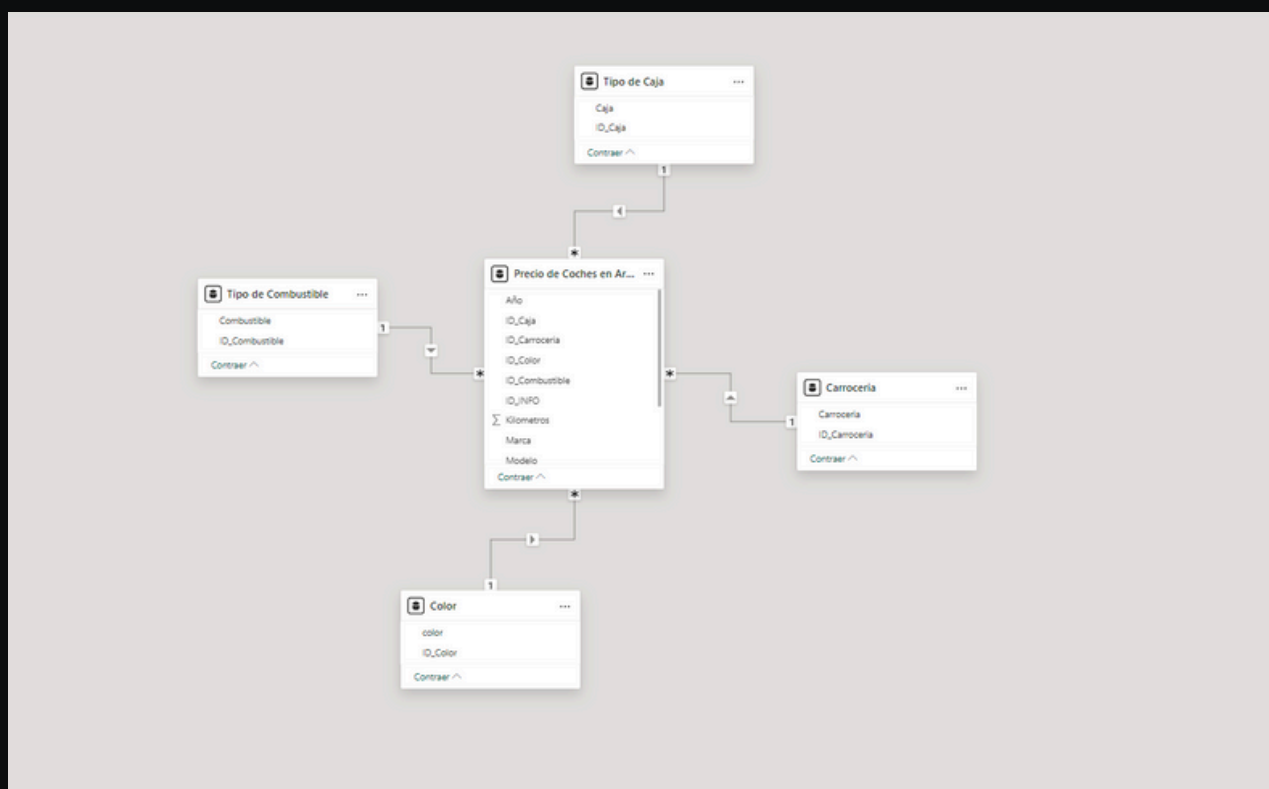 Tipo de Caja
Caja
ID_Caja
Contraer
1
*
Precio de Coches en Ar...
Año
ID_Caja
ID_Carroceria
ID_Color
ID_Combustible
ID_INFO
Kilometros
Marca
Modelo
Contraer
Tipo de Combustible
Combustible
ID_Combustible
Contraer
1
*
*
1
Carroceria
Carroceria
ID_Carroceria
Contraer
*
1
Color
color
ID_Color
Contraer